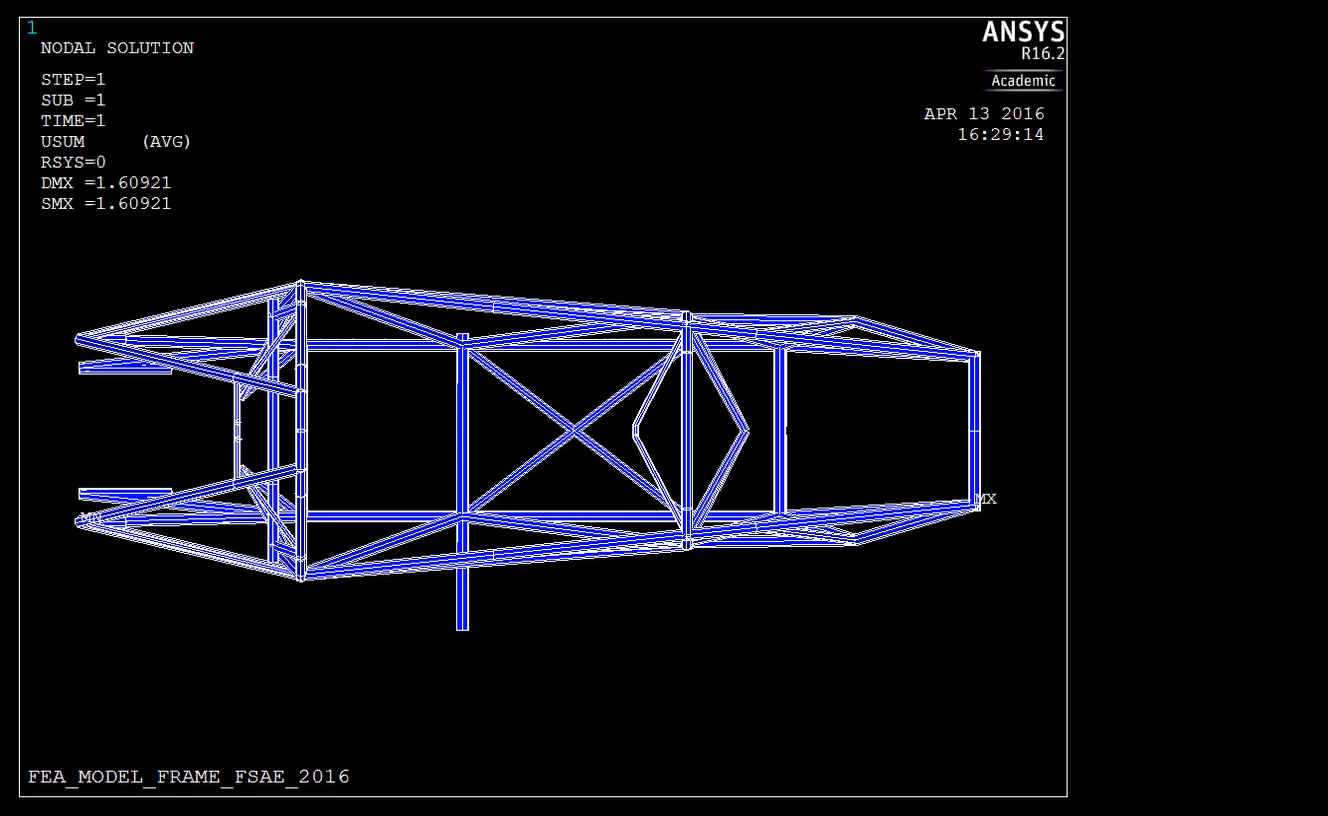 1
NODAL SOLUTION
STEP=1
SUB =1
TIME=1
USUM (AVG)
RSYS=0
DMX =1.60921
SMX =1.60921
ANSYS
R16.2
Academic
APR 13 2016
16:29:14
MX
MN
FEA_MODEL_FRAME_FSAE_2016